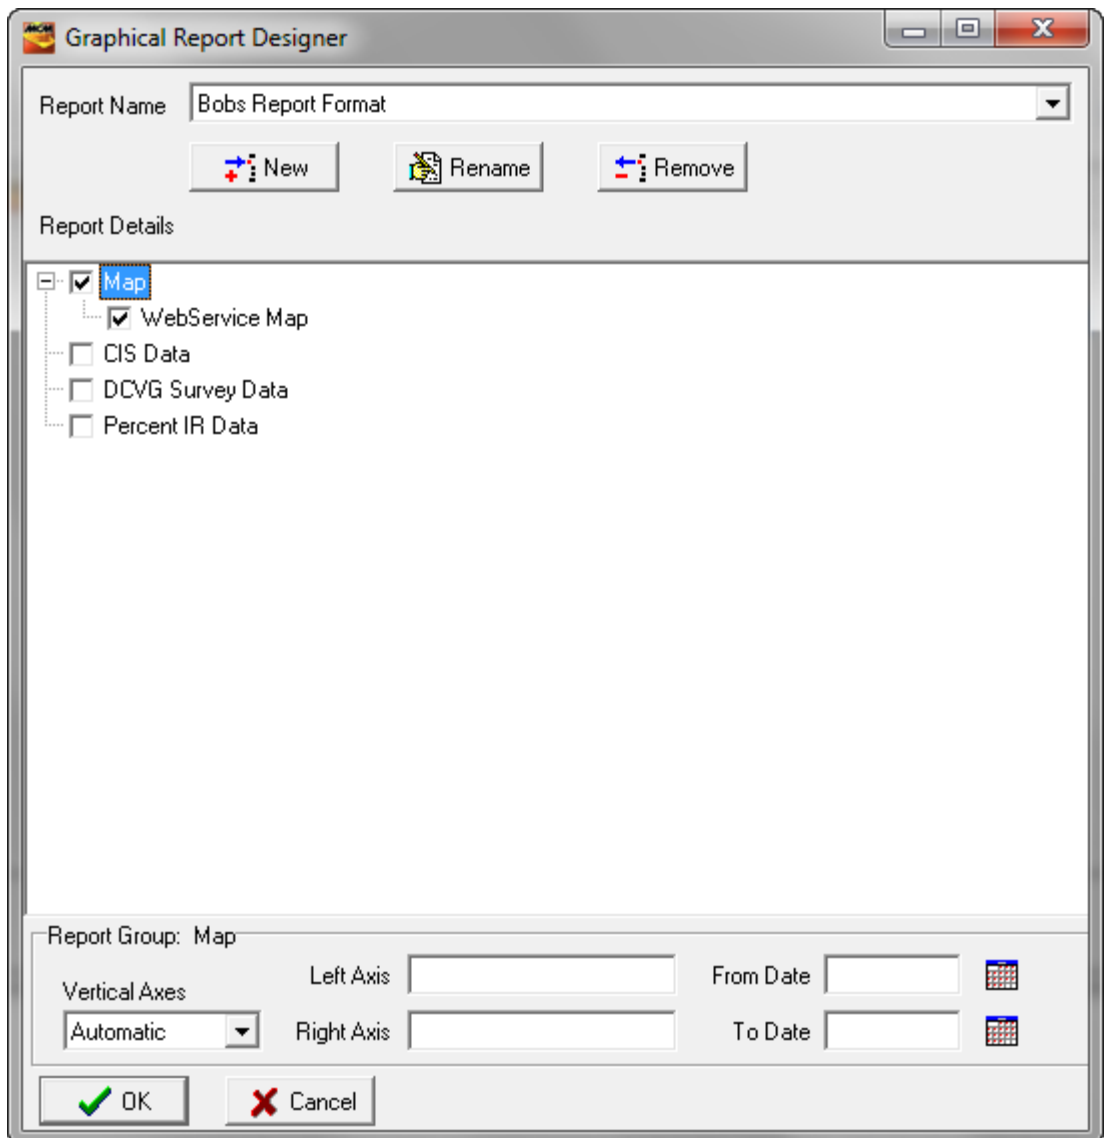 MCM Graphical Report Designer
Report Name Bobs Report Format
New Rename Remove
Report Details
Map
WebService Map
CIS Data
DCVG Survey Data
Percent IR Data
Report Group: Map
Left Axis From Date
Vertical Axes
Automatic Right Axis To Date
OK Cancel